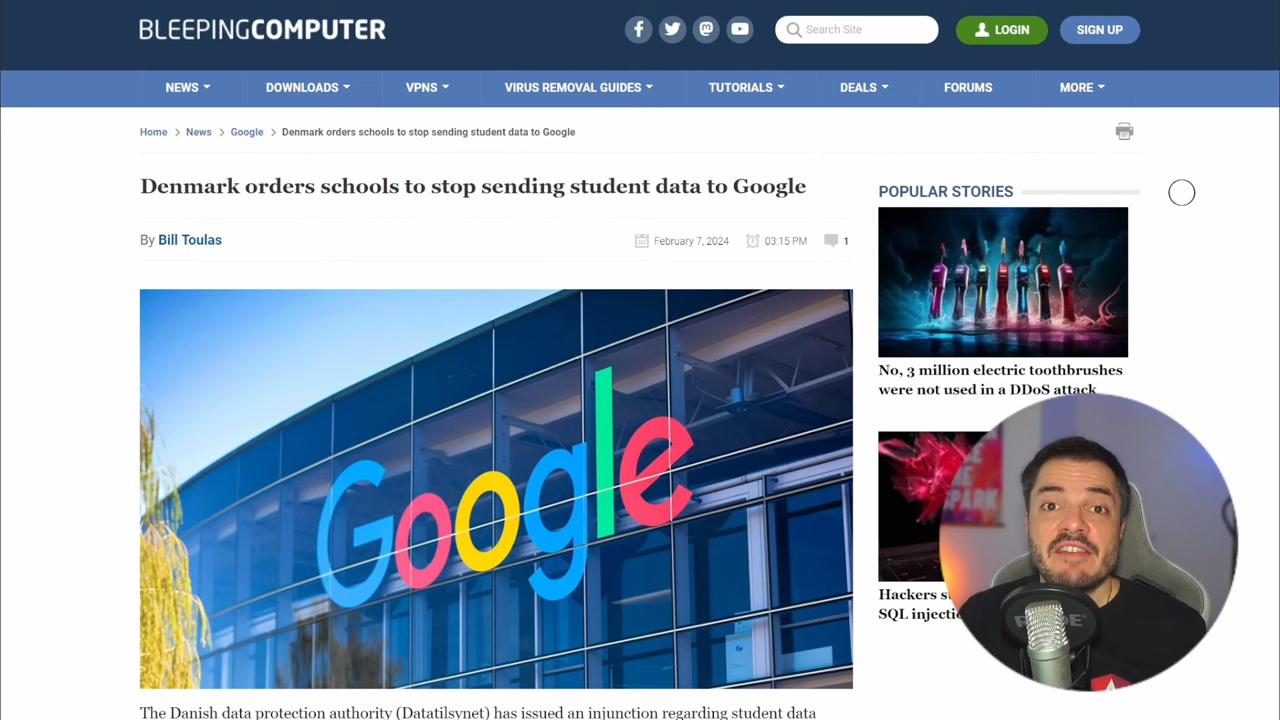 BLEEPINGCOMPUTER
Search Site
LOGIN
SIGN UP
NEWS
DOWNLOADS
VPNS
VIRUS REMOVAL GUIDES
TUTORIALS
DEALS
FORUMS
MORE
Home > News > Google > Denmark orders schools to stop sending student data to Google
Denmark orders schools to stop sending student data to Google
By Bill Toulas
February 7, 2024
03:15 PM
1
Google
The Danish data protection authority (Datatilsynet) has issued an injunction regarding student data
POPULAR STORIES
No, 3 million electric toothbrushes
were not used in a DDoS attack
Hackers
SQL
SPARK
RODE